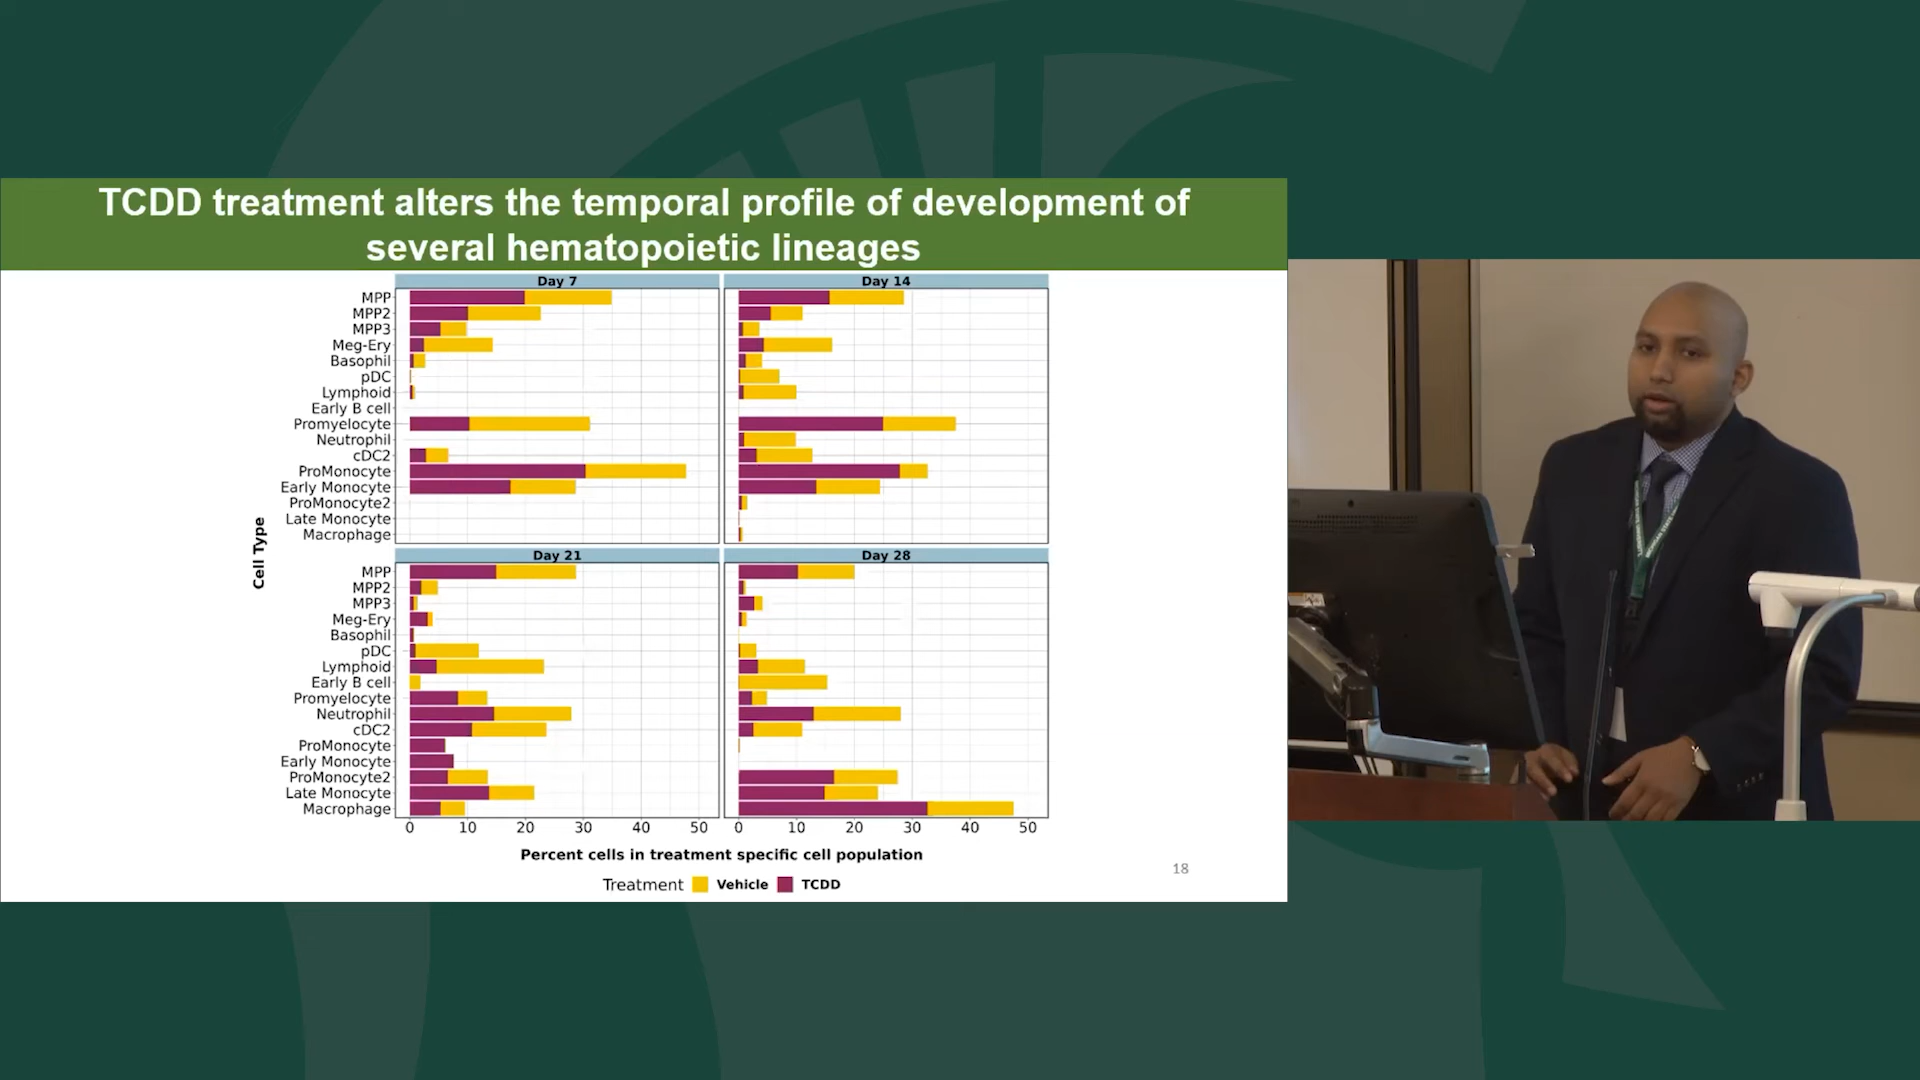 TCDD treatment alters the temporal profile of development of
several hematopoietic lineages
Day 7
Day 14
MPP
MPP2
MPP3
Meg-Ery
Basophil
pDC
Lymphoid
Early B cell
Promyelocyte
Neutrophil
cDC2
ProMonocyte
Early Monocyte
ProMonocyte2
Late Monocyte
Macrophage
Cell Type
Day 21
Day 28
MPP
MPP2
MPP3
Meg-Ery
Basophil
pDC
Lymphoid
Early B cell
Promyelocyte
Neutrophil
cDC2
ProMonocyte
Early Monocyte
ProMonocyte2
Late Monocyte
Macrophage
0 10 20 30 40 50
0 10 20 30 40 50
Percent cells in treatment specific cell population
18
Treatment Vehicle TCDD